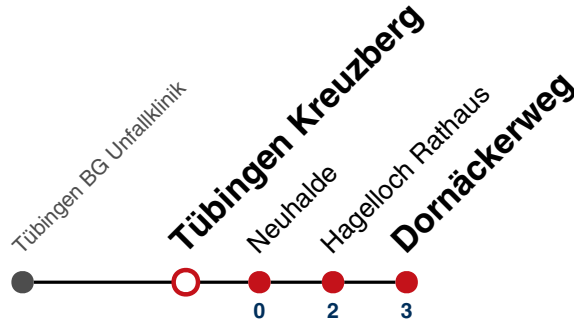 Tübingen BG Unfallklinik
Tübingen Kreuzberg
Neuhalde
Hagelloch Rathaus
Dornäckerweg
0 2 3